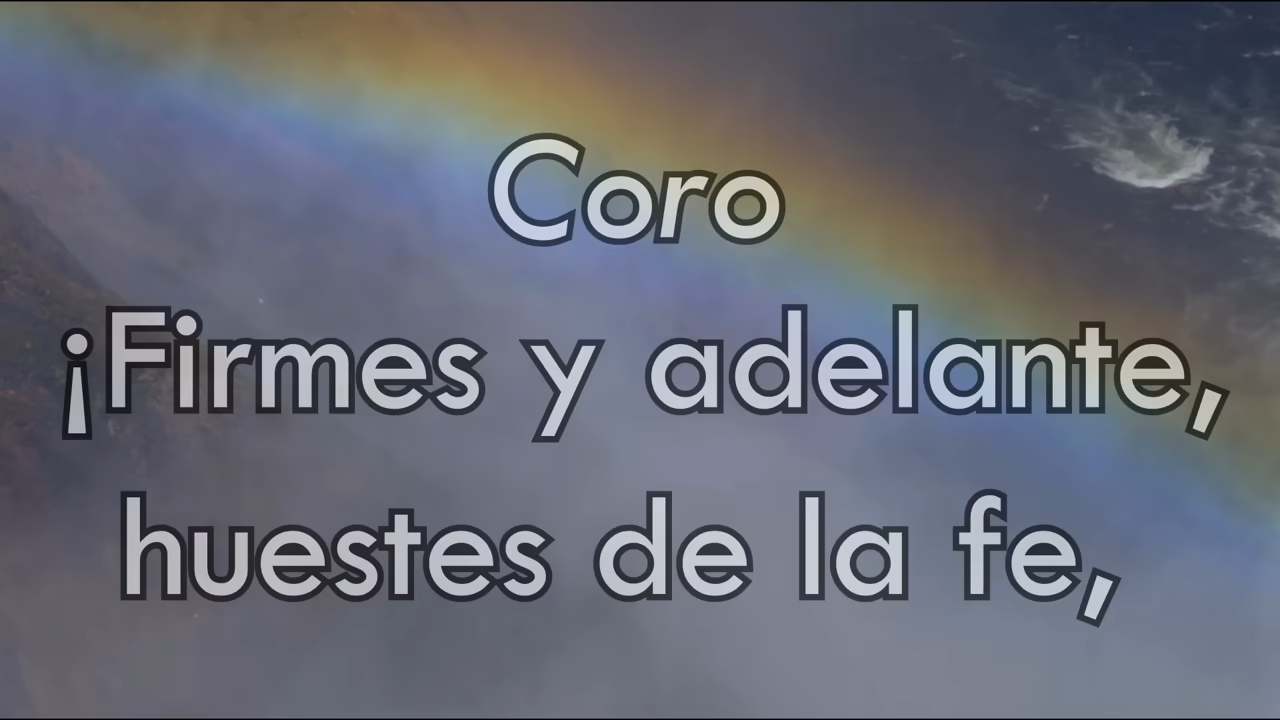 Coro
¡Firmes y adelante,
huestes de la fe,